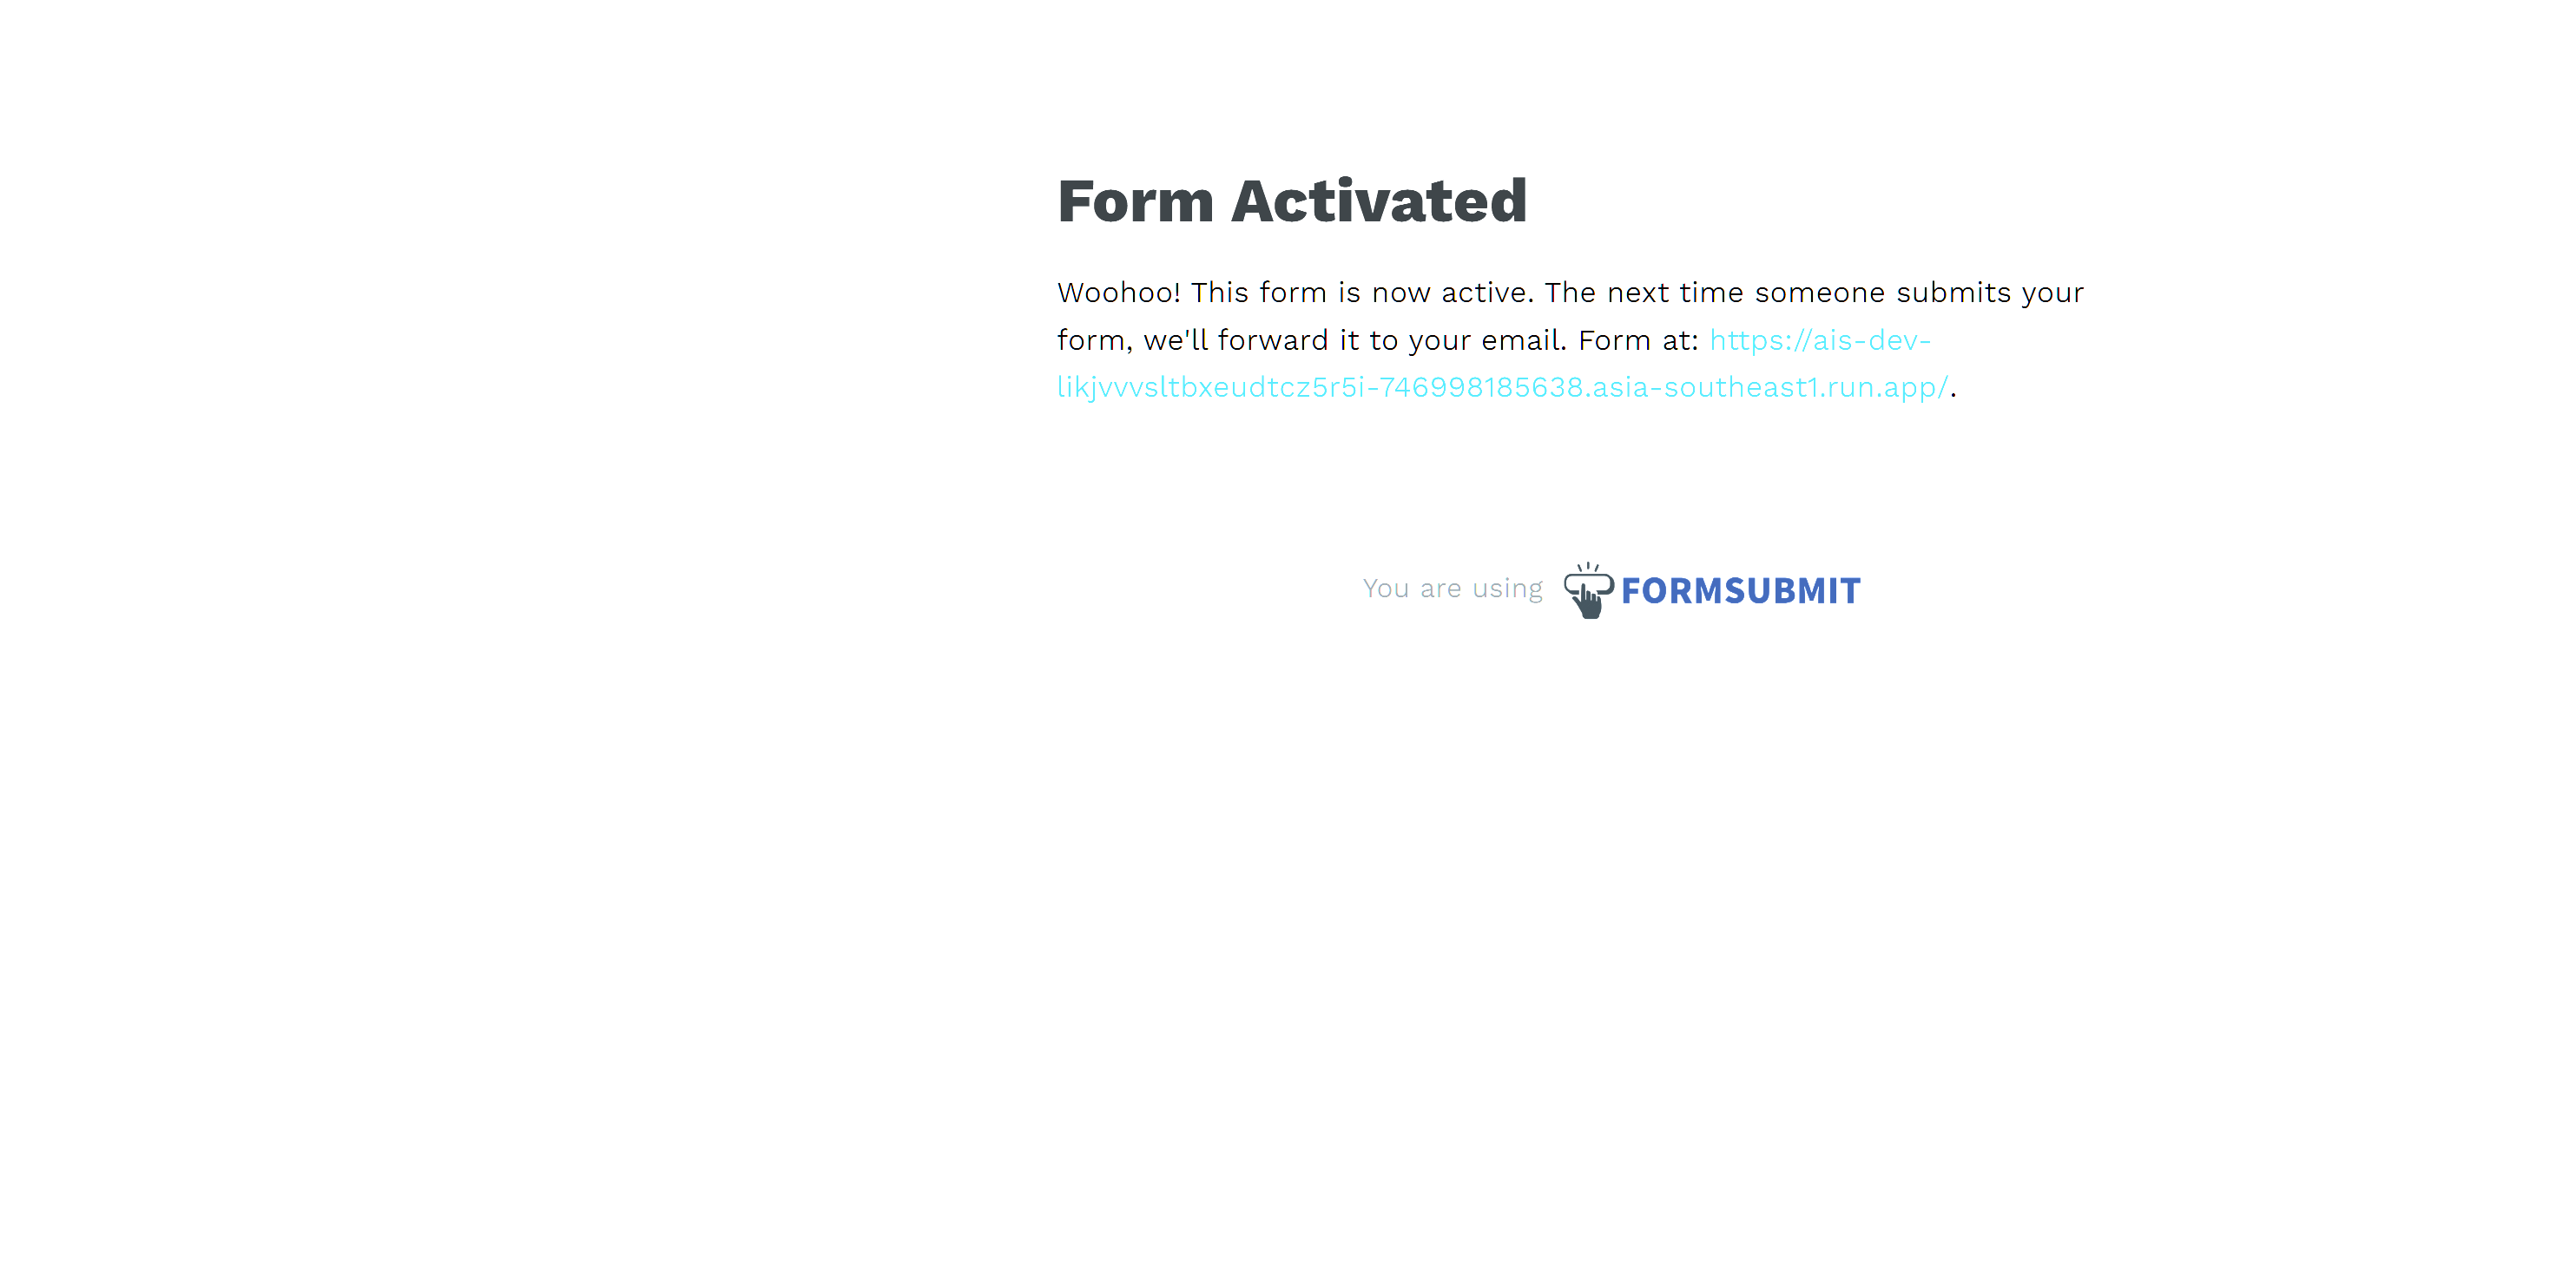 Form Activated
Woohoo! This form is now active. The next time someone submits your
form, we'll forward it to your email. Form at: https://ais-dev-
likjvvvsltbxeudtcz5r5i-746998185638.asia-southeast1.run.app/.
You are using FORMSUBMIT